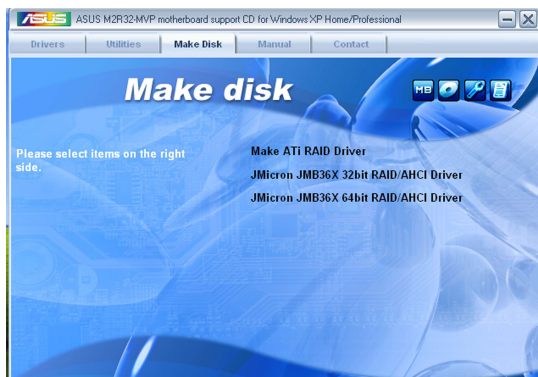 ASUS ASUS M2R32-MVP motherboard support CD for Windows XP Home/Professional
Drivers Utilities Make Disk Manual Contact
Make disk
MB
Please select items on the right
side.
Make ATi RAID Driver
JMicron JMB36X 32bit RAID/AHCI Driver
JMicron JMB36X 64bit RAID/AHCI Driver